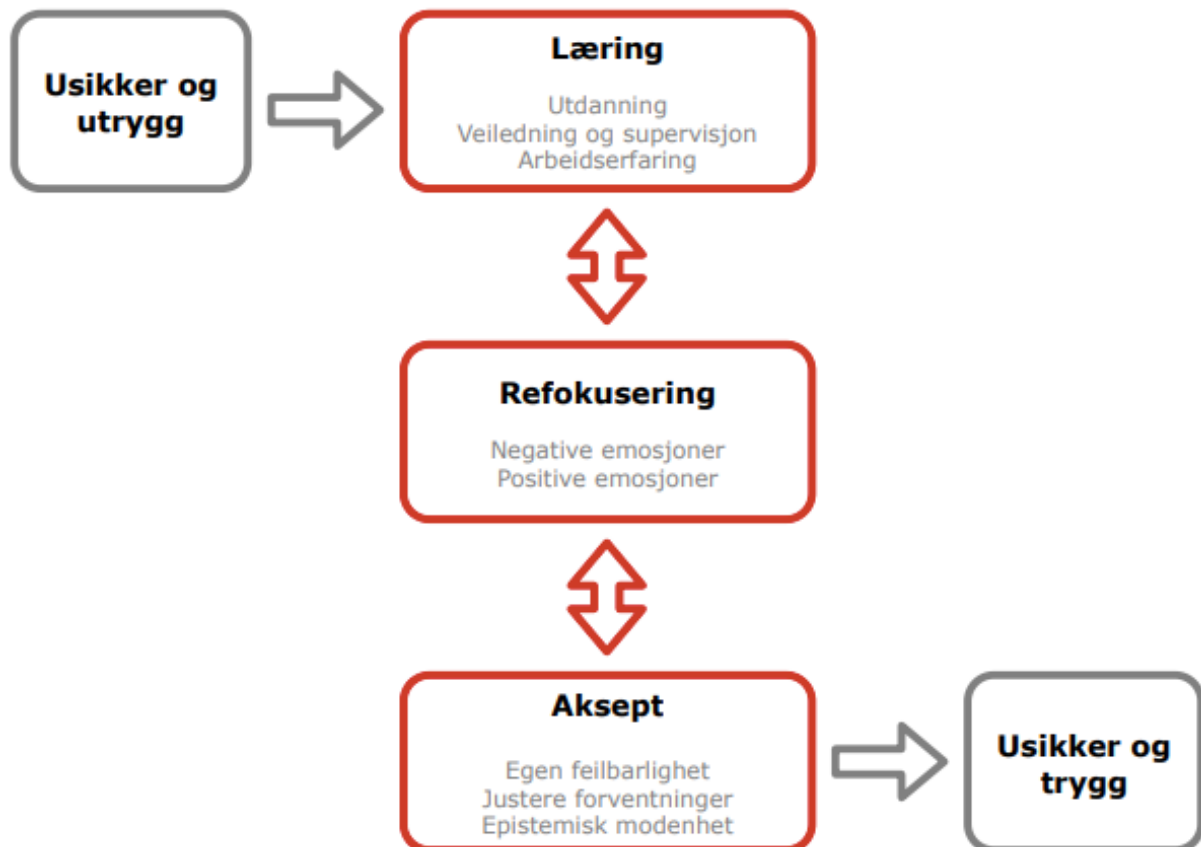 Usikker og
utrygg
Læring
Utdanning
Veiledning og supervisjon
Arbeidserfaring
Refokusering
Negative emosjoner
Positive emosjoner
Aksept
Egen feilbarlighet
Justere forventninger
Epistemisk modenhet
Usikker og
trygg